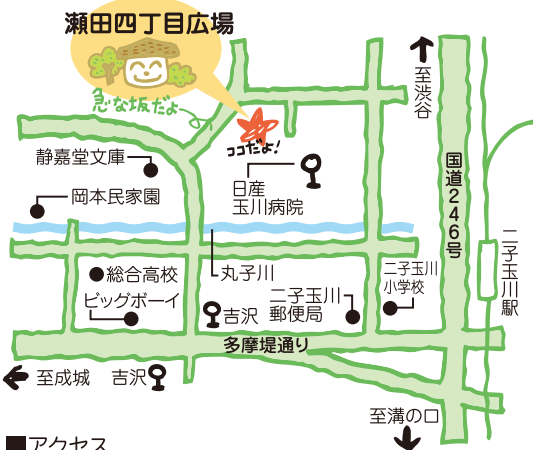 瀬田四丁目広場
急な坂だよ
ココだよ!
至渋谷
静嘉堂文庫
岡本民家園
日産
玉川病院
国道246号
二子玉川駅
丸子川
総合高校
ビッグボーイ
吉沢
二子玉川
郵便局
二子玉川
小学校
多摩堤通り
至成城
吉沢
至溝の口
■アクセス